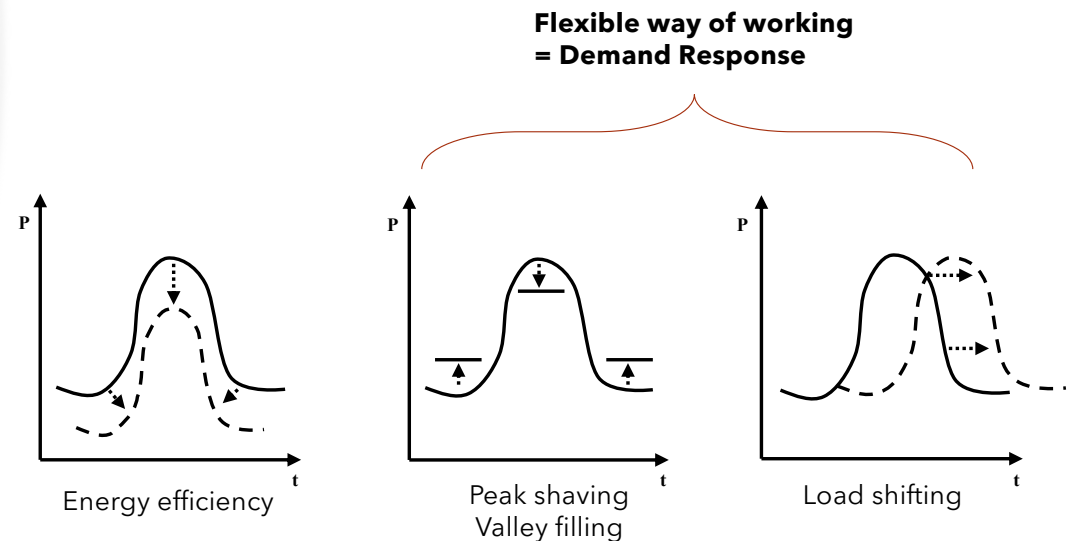 Flexible way of working
= Demand Response
P
t
Energy efficiency
P
t
Peak shaving
Valley filling
P
t
Load shifting